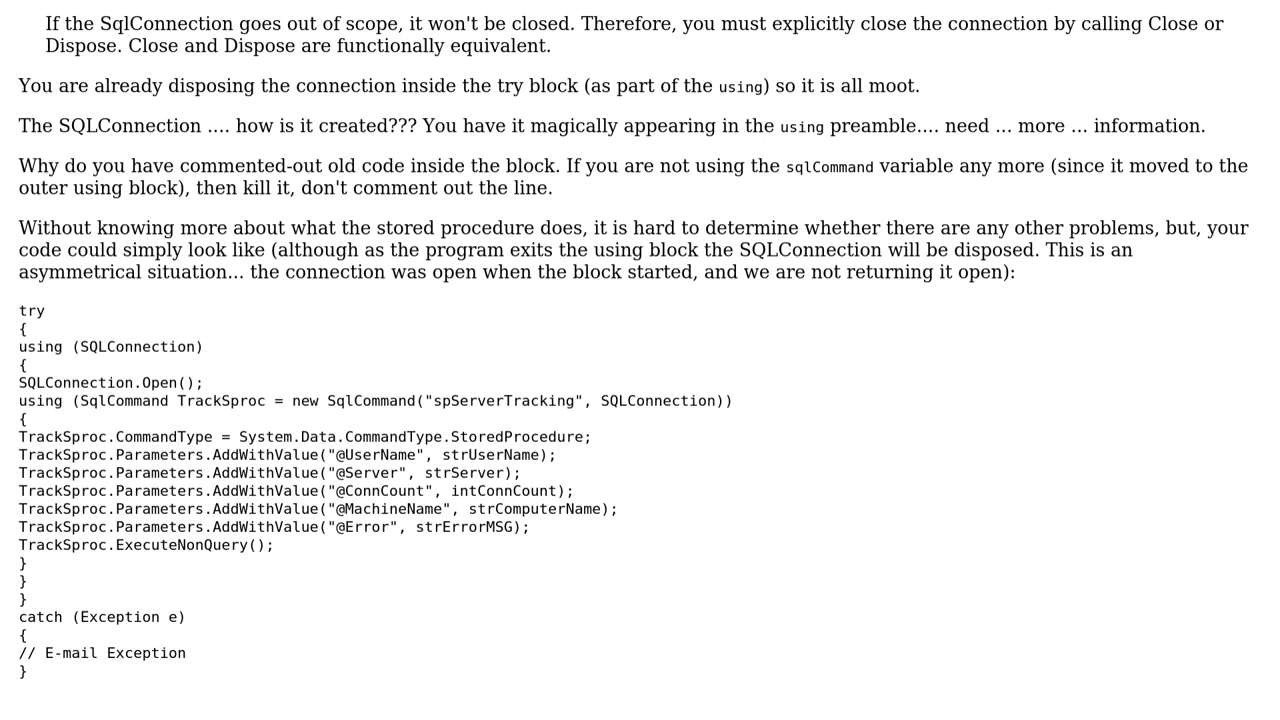 If the SqlConnection goes out of scope, it won't be closed. Therefore, you must explicitly close the connection by calling Close or
Dispose. Close and Dispose are functionally equivalent.
You are already disposing the connection inside the try block (as part of the using) so it is all moot.
The SQLConnection .... how is it created??? You have it magically appearing in the using preamble.... need ... more ... information.
Why do you have commented-out old code inside the block. If you are not using the sqlCommand variable any more (since it moved to the
outer using block), then kill it, don't comment out the line.
Without knowing more about what the stored procedure does, it is hard to determine whether there are any other problems, but, your
code could simply look like (although as the program exits the using block the SQLConnection will be disposed. This is an
asymmetrical situation... the connection was open when the block started, and we are not returning it open):
try
{
using (SQLConnection)
{
SQLConnection.Open();
using (SqlCommand TrackSproc = new SqlCommand("spServerTracking", SQLConnection))
{
TrackSproc.CommandType = System.Data.CommandType.StoredProcedure;
TrackSproc.Parameters.AddWithValue("@UserName", strUserName);
TrackSproc.Parameters.AddWithValue("@Server", strServer);
TrackSproc.Parameters.AddWithValue("@ConnCount", intConnCount);
TrackSproc.Parameters.AddWithValue("@MachineName", strComputerName);
TrackSproc.Parameters.AddWithValue("@Error", strErrorMSG);
TrackSproc.ExecuteNonQuery();
}
}
}
catch (Exception e)
{
// E-mail Exception
}